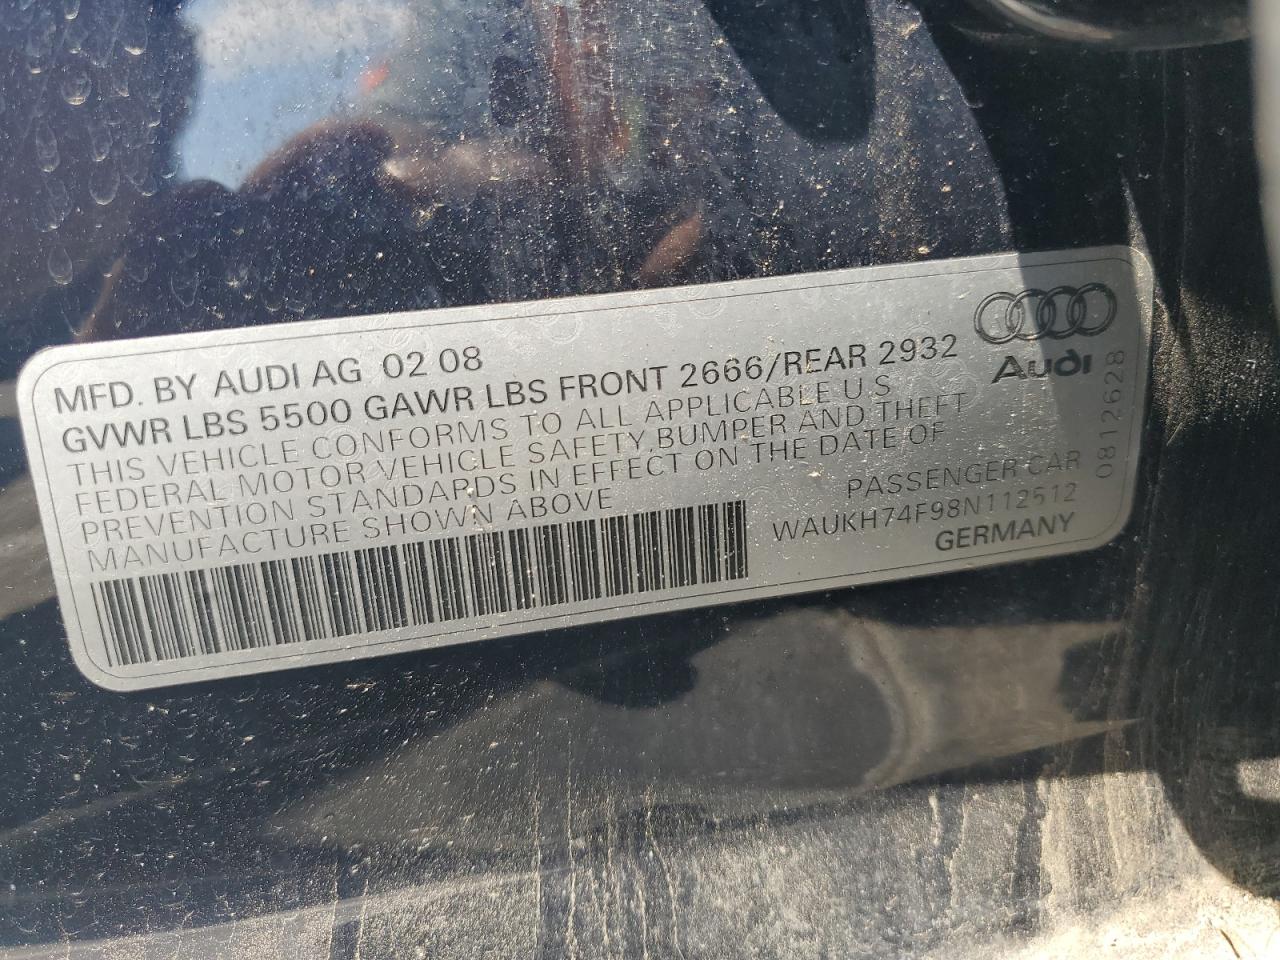 MFD. BY AUDI AG 02 08
GVWR LBS 5500 GAWR LBS FRONT 2666/REAR 2932
THIS VEHICLE CONFORMS TO ALL APPLICABLE U S
FEDERAL MOTOR VEHICLE SAFETY,BUMPER AND THEFT
PREVENTION STANDARDS IN EFFECT ON THE DATE OF
MANUFACTURE SHOWN ABOVE
Audi
PASSENGER CAR
WAUKH74F98N112512
GERMANY
0812628